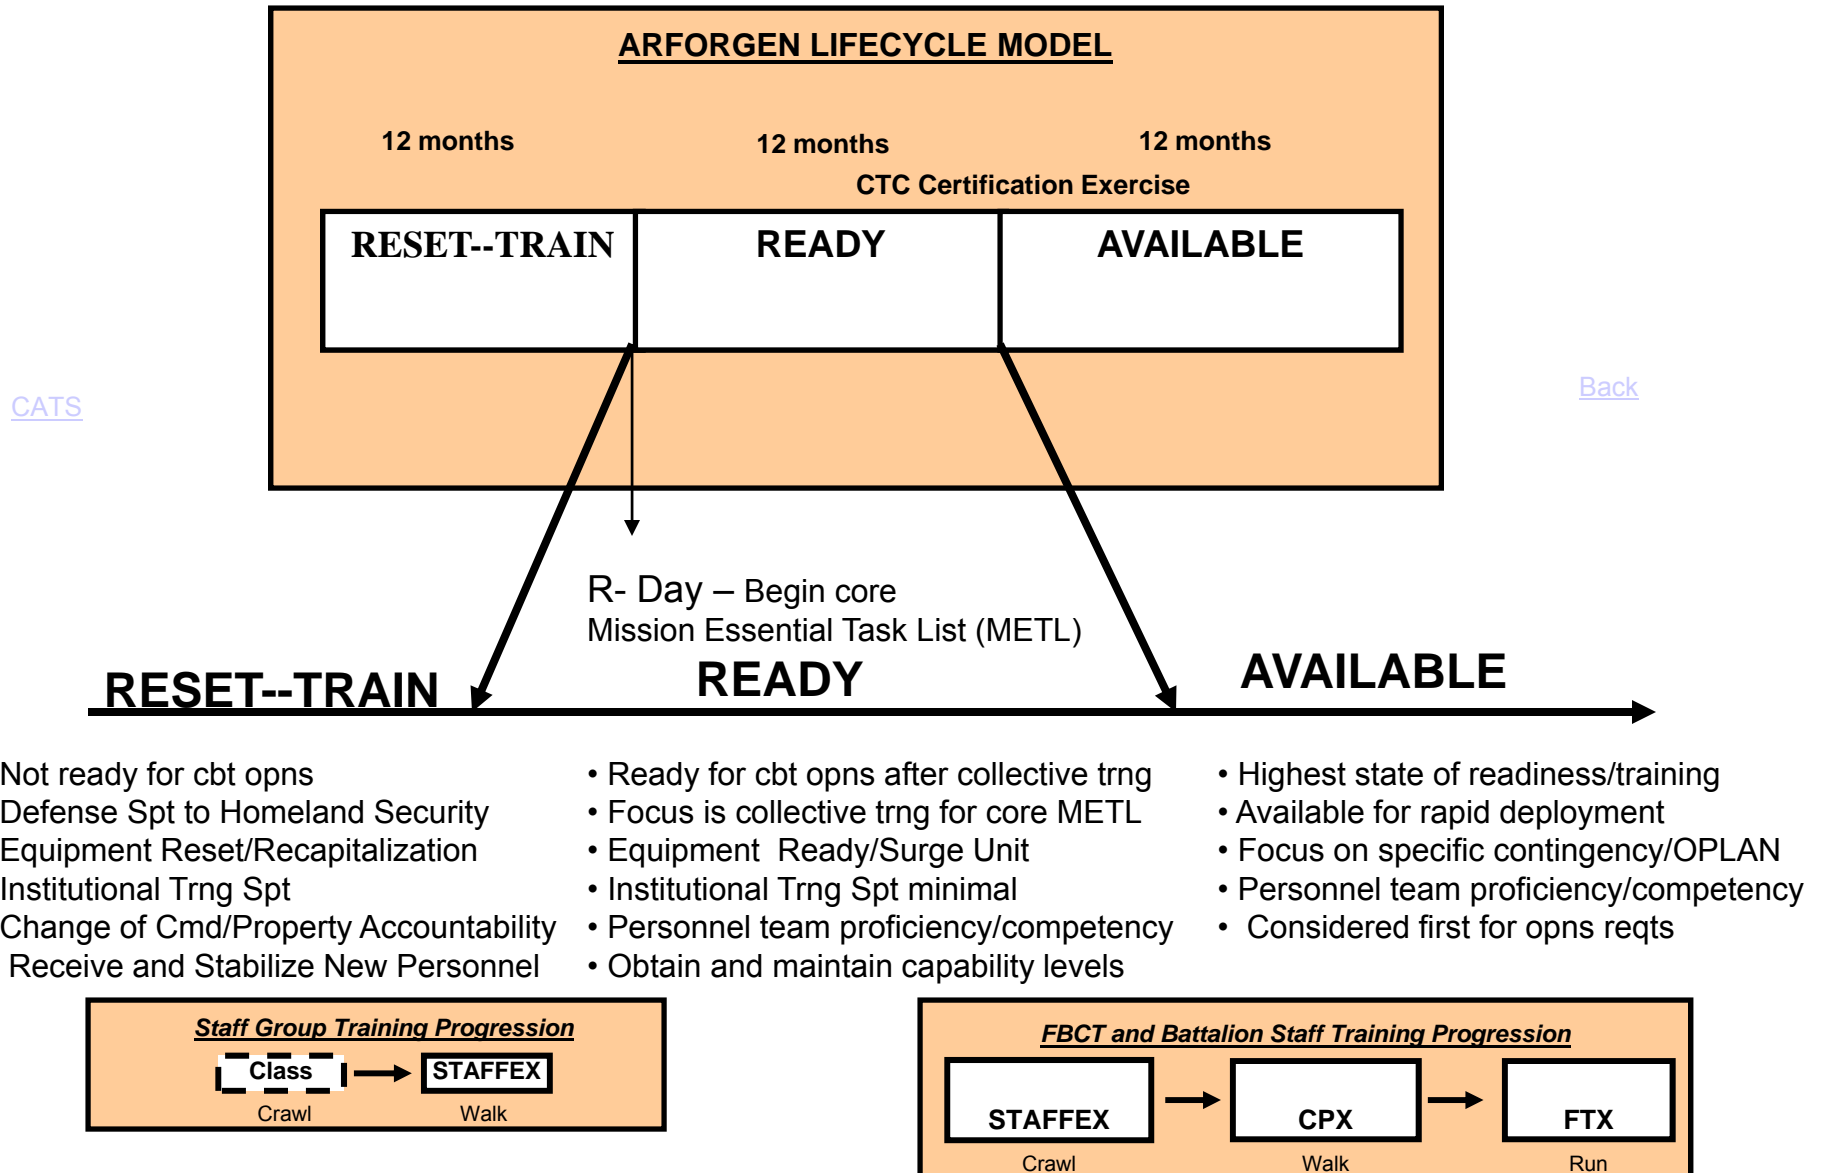 ARFORGEN LIFECYCLE MODEL
12 months
12 months
12 months
CTC Certification Exercise
RESET--TRAIN
READY
AVAILABLE
CATS
Back
R- Day – Begin core
Mission Essential Task List (METL)
RESET--TRAIN
READY
AVAILABLE
Not ready for cbt opns
Defense Spt to Homeland Security
Equipment Reset/Recapitalization
Institutional Trng Spt
Change of Cmd/Property Accountability
Receive and Stabilize New Personnel
• Ready for cbt opns after collective trng
• Focus is collective trng for core METL
• Equipment Ready/Surge Unit
• Institutional Trng Spt minimal
• Personnel team proficiency/competency
• Obtain and maintain capability levels
• Highest state of readiness/training
• Available for rapid deployment
• Focus on specific contingency/OPLAN
• Personnel team proficiency/competency
• Considered first for opns reqts
Staff Group Training Progression
Class
STAFFEX
Crawl
Walk
FBCT and Battalion Staff Training Progression
STAFFEX
CPX
FTX
Crawl
Walk
Run